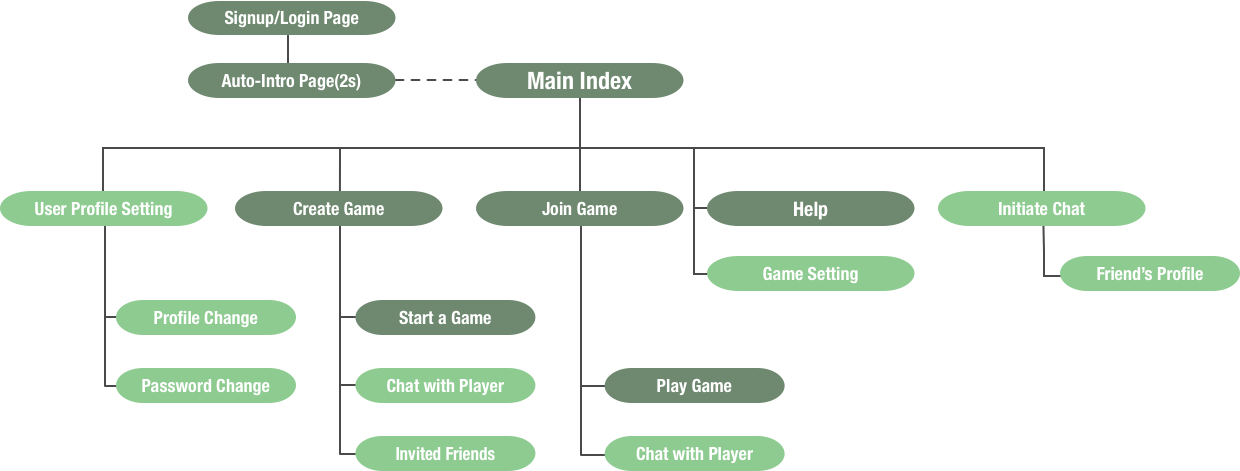 Signup/Login Page
Auto-Intro Page(2s)
Main Index
User Profile Setting
Create Game
Join Game
Help
Initiate Chat
Game Setting
Friend's Profile
Profile Change
Start a Game
Password Change
Chat with Player
Play Game
Invited Friends
Chat with Player